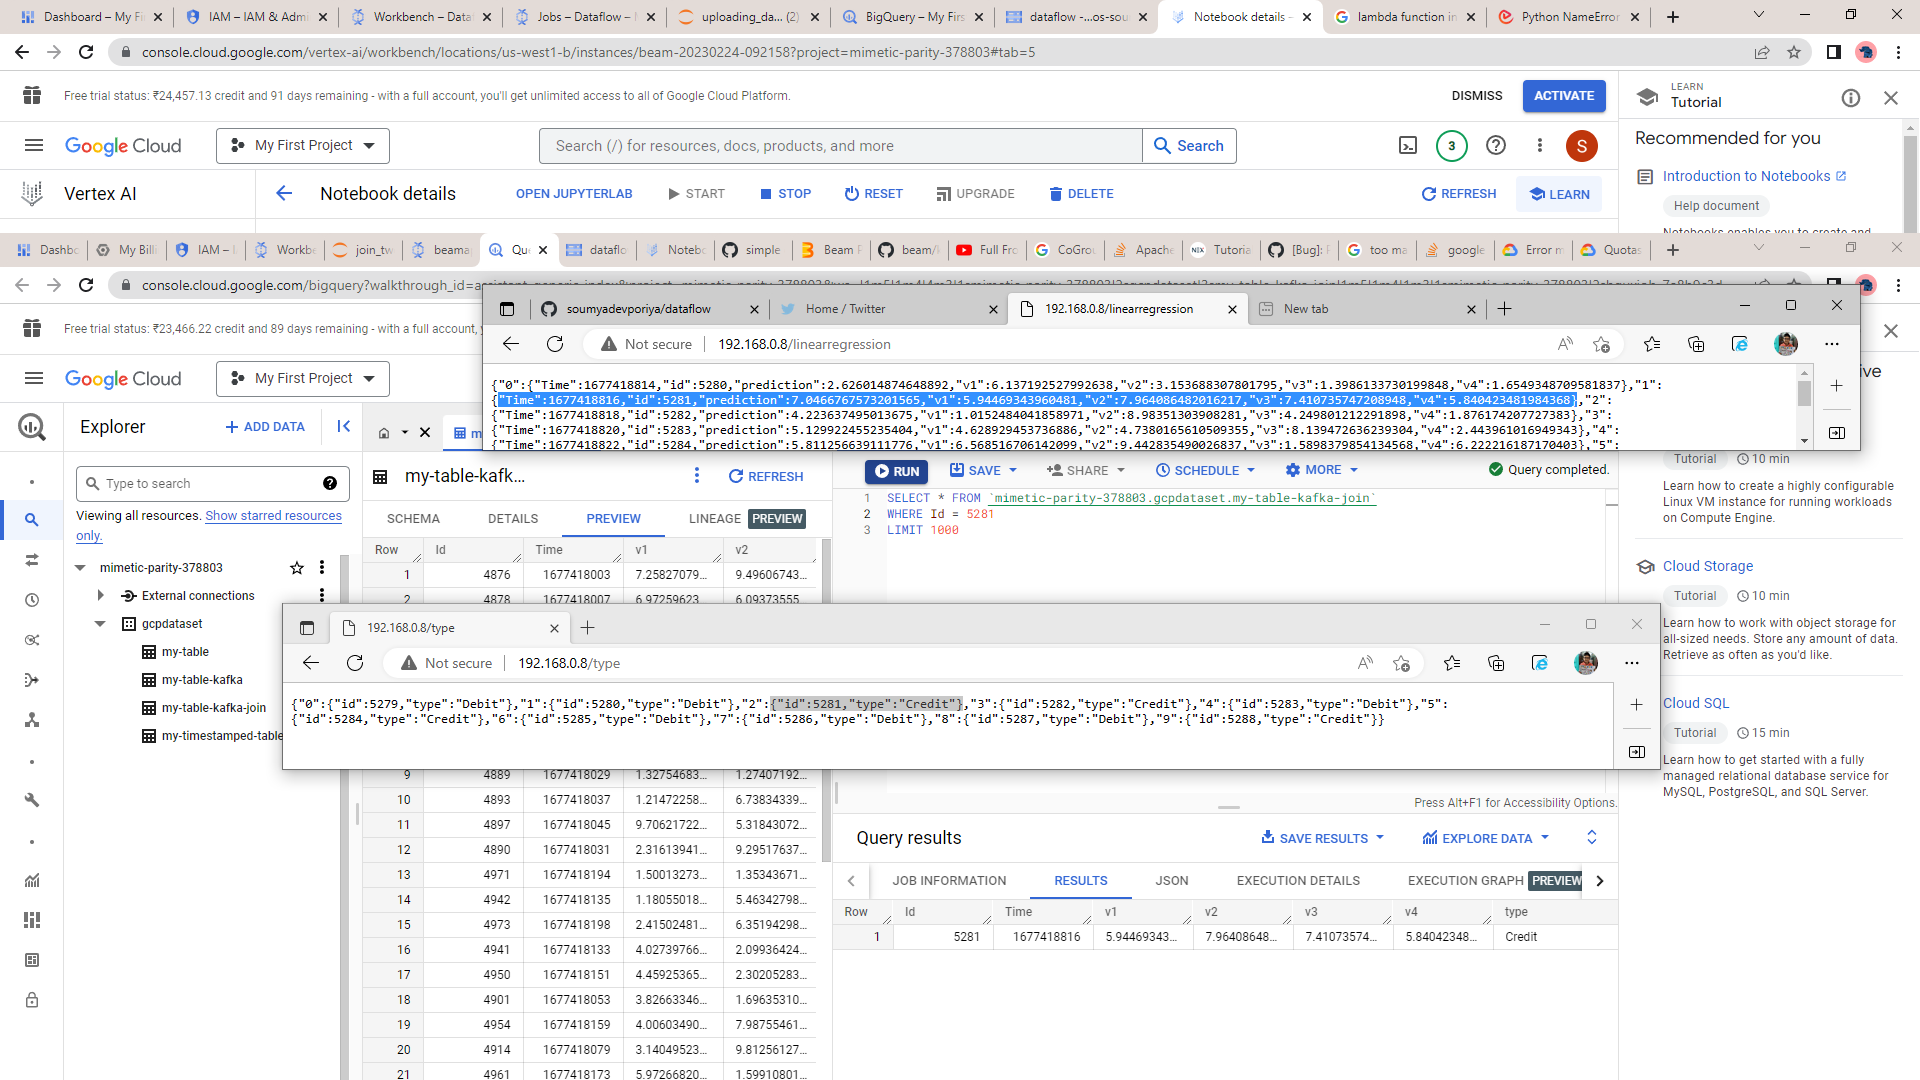 Dashboard – My Fi
IAM – IAM & Admi
Workbench – Dataf
Jobs – Dataflow –
uploading_da... (2)
BigQuery – My Firs
dataflow -...os-sou
Notebook details –
lambda function in
Python NameError
console.cloud.google.com/vertex-ai/workbench/locations/us-west1-b/instances/beam-20230224-092158?project=mimetic-parity-378803#tab=5
Free trial status: ₹24,457.13 credit and 91 days remaining - with a full account, you'll get unlimited access to all of Google Cloud Platform.
DISMISS
ACTIVATE
LEARN
Tutorial
Google Cloud
My First Project
Search (/) for resources, docs, products, and more
Search
3
S
Recommended for you
Introduction to Notebooks
Help document
Vertex AI
Notebook details
OPEN JUPYTERLAB
START
STOP
RESET
UPGRADE
DELETE
REFRESH
LEARN
Dashbo
My Billi
IAM – I
Workbe
join_tw
beamap
Que
dataflo
Notebo
simple
Beam P
beam/l
Full Fro
CoGrou
Apache
Tutoria
[Bug]: P
too ma
google
Error m
Quotas
Free trial status: ₹23,466.22 credit and 89 days remaining - with a full account,
Google Cloud
My First Project
soumyadevporiya/dataflow
Home / Twitter
192.168.0.8/linearregression
New tab
Not secure
192.168.0.8/linearregression
{"0":{"Time":1677418814,"id":5280,"prediction":2.626014874648892,"v1":6.137192527992638,"v2":3.153688307801795,"v3":1.3986133730199848,"v4":1.6549348709581837},"1":
{"Time":1677418816,"id":5281,"prediction":7.0466767573201565,"v1":5.94469343960481,"v2":7.964086482016217,"v3":7.410735747208948,"v4":5.840423481984368},"2":
{"Time":1677418818,"id":5282,"prediction":4.223637495013675,"v1":1.0152484041858971,"v2":8.98351303908281,"v3":4.249801212291898,"v4":1.876174207727383},"3":
{"Time":1677418820,"id":5283,"prediction":5.129922455235404,"v1":4.628929453736886,"v2":4.7380165610509355,"v3":8.139472636239304,"v4":2.443961016949343},"4":
{"Time":1677418822,"id":5284,"prediction":5.811256639111776,"v1":6.568516706142099,"v2":9.442835490026837,"v3":1.5898379854134568,"v4":6.222216187170403},"5":
Explorer
ADD DATA
Type to search
Viewing all resources. Show starred resources
only.
mimetic-parity-378803
External connections
gcpdataset
my-table
my-table-kafka
my-table-kafka-join
my-timestamped-table
my-table-kafk...
REFRESH
SCHEMA
DETAILS
PREVIEW
LINEAGE
PREVIEW
Row Id Time v1 v2
1 4876 1677418003 7.25827079... 9.49606743...
2 4878 1677418007 6.97259623 6.09373555
RUN
SAVE
SHARE
SCHEDULE
MORE
Query completed.
1 SELECT * FROM `mimetic-parity-378803.gcpdataset.my-table-kafka-join`
2 WHERE Id = 5281
3 LIMIT 1000
192.168.0.8/type
Not secure
192.168.0.8/type
{"0":{"id":5279,"type":"Debit"},"1":{"id":5280,"type":"Debit"},"2":{"id":5281,"type":"Credit"},"3":{"id":5282,"type":"Credit"},"4":{"id":5283,"type":"Debit"},"5":
{"id":5284,"type":"Credit"},"6":{"id":5285,"type":"Debit"},"7":{"id":5286,"type":"Debit"},"8":{"id":5287,"type":"Debit"},"9":{"id":5288,"type":"Credit"}}
9 4889 1677418029 1.32754683... 1.27407192...
10 4893 1677418037 1.21472258... 6.73834339...
11 4897 1677418045 9.70621722... 5.31843072...
12 4890 1677418031 2.31613941... 9.29517637...
13 4971 1677418194 1.50013273... 1.35343671...
14 4942 1677418135 1.18055018... 5.46342798...
15 4973 1677418198 2.41502481... 6.35194298...
16 4941 1677418133 4.02739766... 2.09936424...
17 4950 1677418151 4.45925365... 2.30205283...
18 4901 1677418053 3.82663346... 1.69635310...
19 4954 1677418159 4.00603490... 7.98755461...
20 4914 1677418079 3.14049523... 9.81256127...
21 4961 1677418173 5.97266820... 1.59910801...
Press Alt+F1 for Accessibility Options.
Query results
SAVE RESULTS
EXPLORE DATA
JOB INFORMATION
RESULTS
JSON
EXECUTION DETAILS
EXECUTION GRAPH
PREVIEW
Row Id Time v1 v2 v3 v4 type
1 5281 1677418816 5.94469343... 7.96408648... 7.41073574... 5.84042348... Credit
Tutorial
10 min
Learn how to create a highly configurable
Linux VM instance for running workloads
on Compute Engine.
Cloud Storage
Tutorial
10 min
Learn how to work with object storage for
all-sized needs. Store any amount of data.
Retrieve as often as you'd like.
Cloud SQL
Tutorial
15 min
Learn how to get started with a fully
managed relational database service for
MySQL, PostgreSQL, and SQL Server.